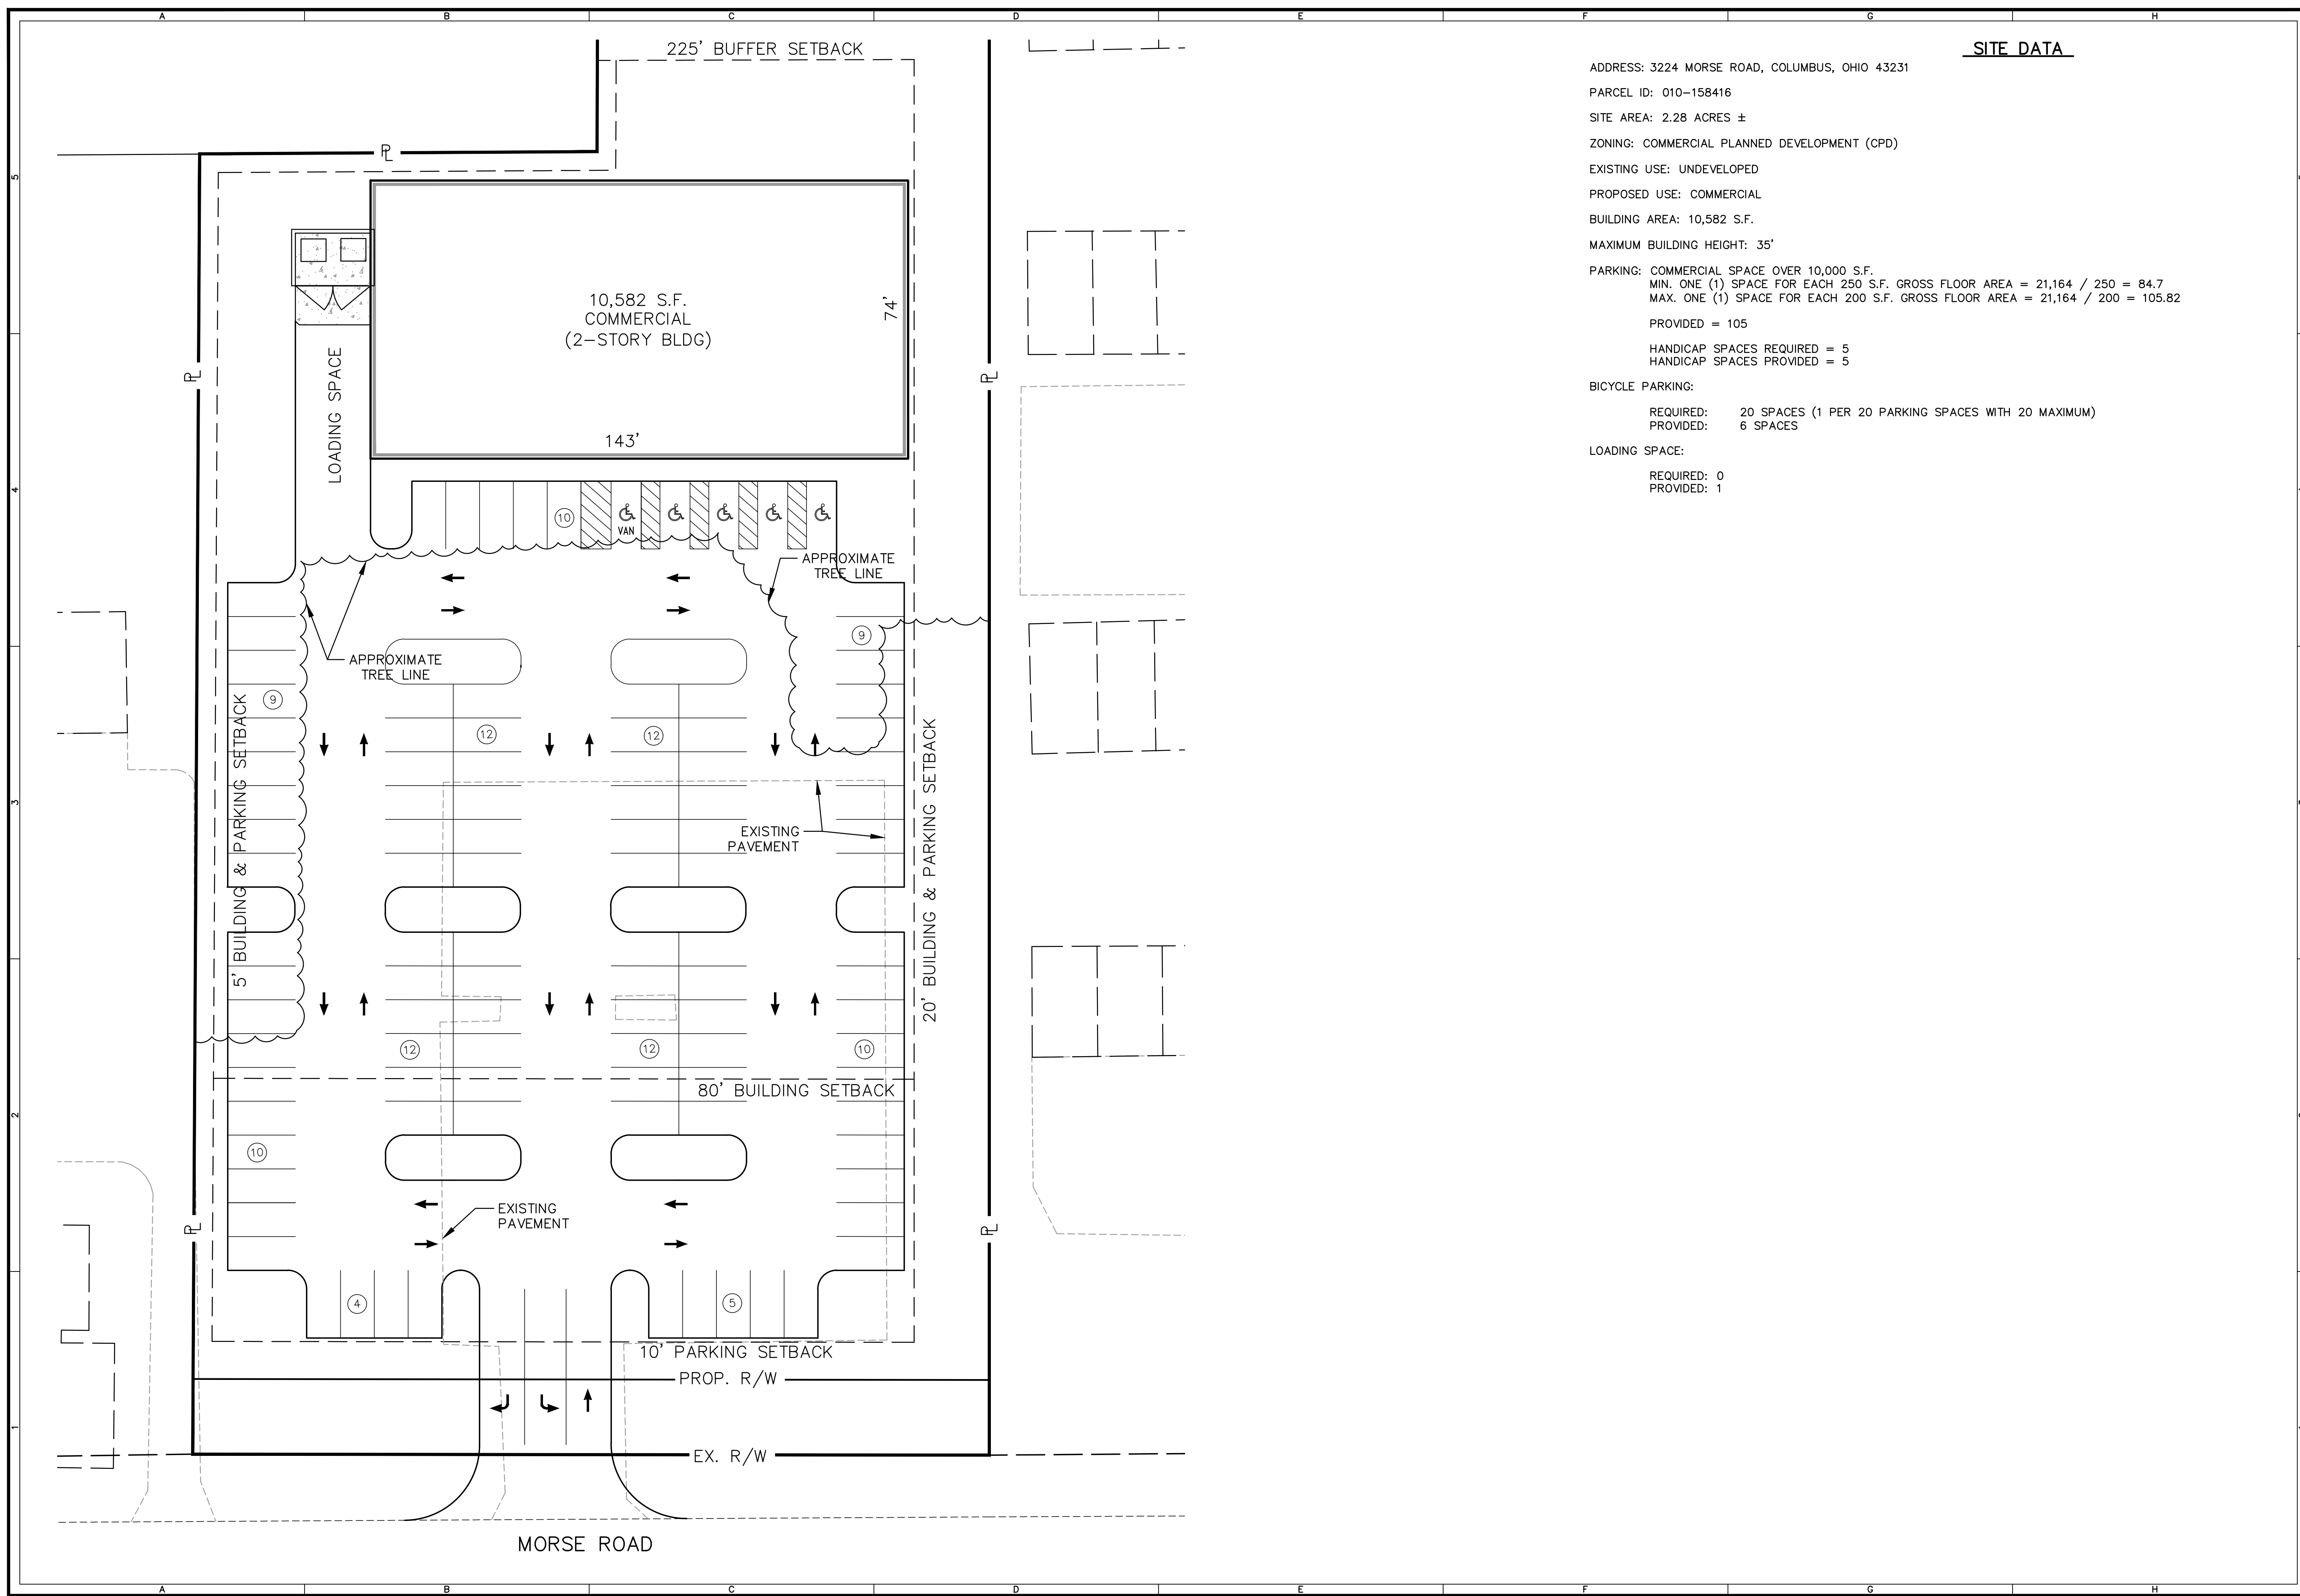 A B C D E F G H
225' BUFFER SETBACK
PL
5
10,582 S.F.
COMMERCIAL
(2-STORY BLDG)
74'
143'
LOADING SPACE
PL
PL
4
10
VAN
APPROXIMATE
TREE LINE
9
APPROXIMATE
TREE LINE
9
12
12
5' BUILDING & PARKING SETBACK
20' BUILDING & PARKING SETBACK
3
EXISTING
PAVEMENT
12
12
10
80' BUILDING SETBACK
2
10
EXISTING
PAVEMENT
PL
PL
4
5
10' PARKING SETBACK
PROP. R/W
1
EX. R/W
MORSE ROAD
SITE DATA
ADDRESS: 3224 MORSE ROAD, COLUMBUS, OHIO 43231
PARCEL ID: 010-158416
SITE AREA: 2.28 ACRES ±
ZONING: COMMERCIAL PLANNED DEVELOPMENT (CPD)
EXISTING USE: UNDEVELOPED
PROPOSED USE: COMMERCIAL
BUILDING AREA: 10,582 S.F.
MAXIMUM BUILDING HEIGHT: 35'
PARKING: COMMERCIAL SPACE OVER 10,000 S.F.
MIN. ONE (1) SPACE FOR EACH 250 S.F. GROSS FLOOR AREA = 21,164 / 250 = 84.7
MAX. ONE (1) SPACE FOR EACH 200 S.F. GROSS FLOOR AREA = 21,164 / 200 = 105.82
PROVIDED = 105
HANDICAP SPACES REQUIRED = 5
HANDICAP SPACES PROVIDED = 5
BICYCLE PARKING:
REQUIRED: 20 SPACES (1 PER 20 PARKING SPACES WITH 20 MAXIMUM)
PROVIDED: 6 SPACES
LOADING SPACE:
REQUIRED: 0
PROVIDED: 1
A B C D E F G H